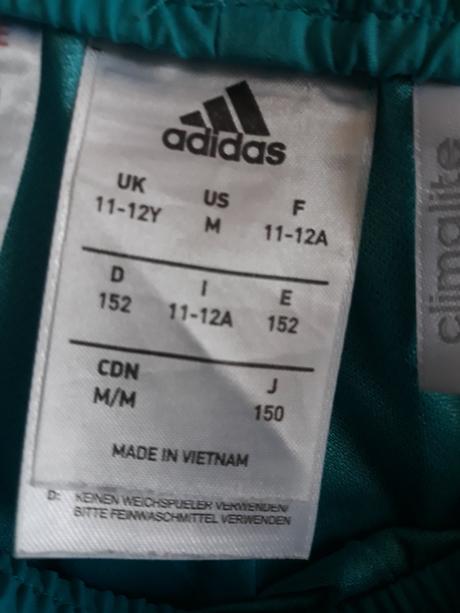 adidas
UK US F
11-12Y M 11-12A
D I E
152 11-12A 152
CDN J
M/M 150
MADE IN VIETNAM
D: KEINEN WEICHSPUELER VERWENDEN/
BITTE FEINWASCHMITTEL VERWENDEN
climalite